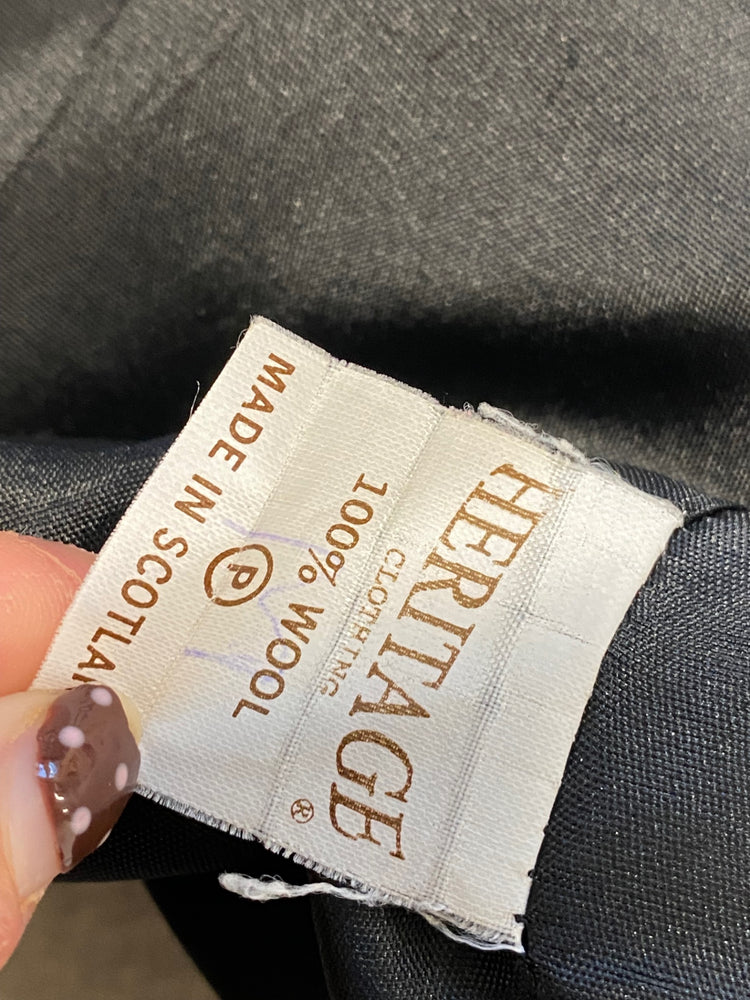 HERITAGE®
CLOTHING
100% WOOL
P
MADE IN SCOTLA